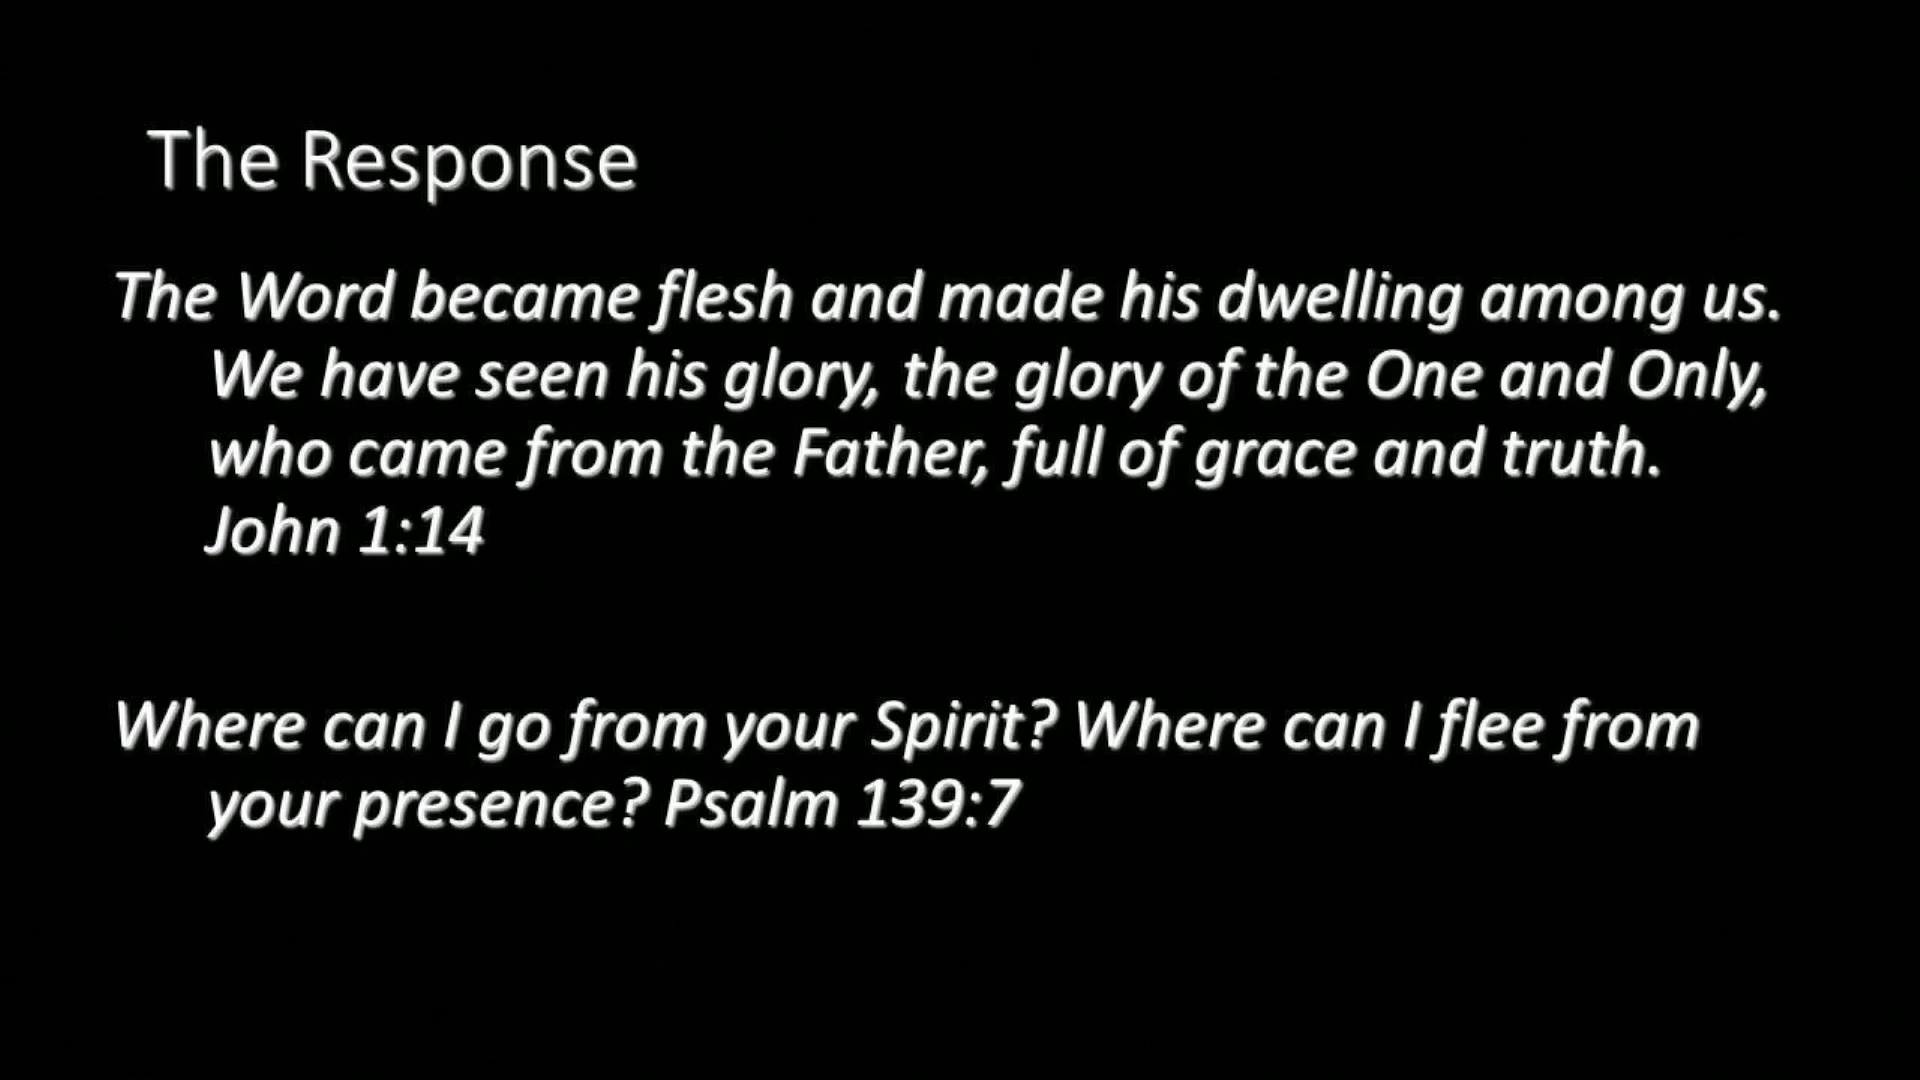 The Response
The Word became flesh and made his dwelling among us.
We have seen his glory, the glory of the One and Only,
who came from the Father, full of grace and truth.
John 1:14
Where can I go from your Spirit? Where can I flee from
your presence? Psalm 139:7